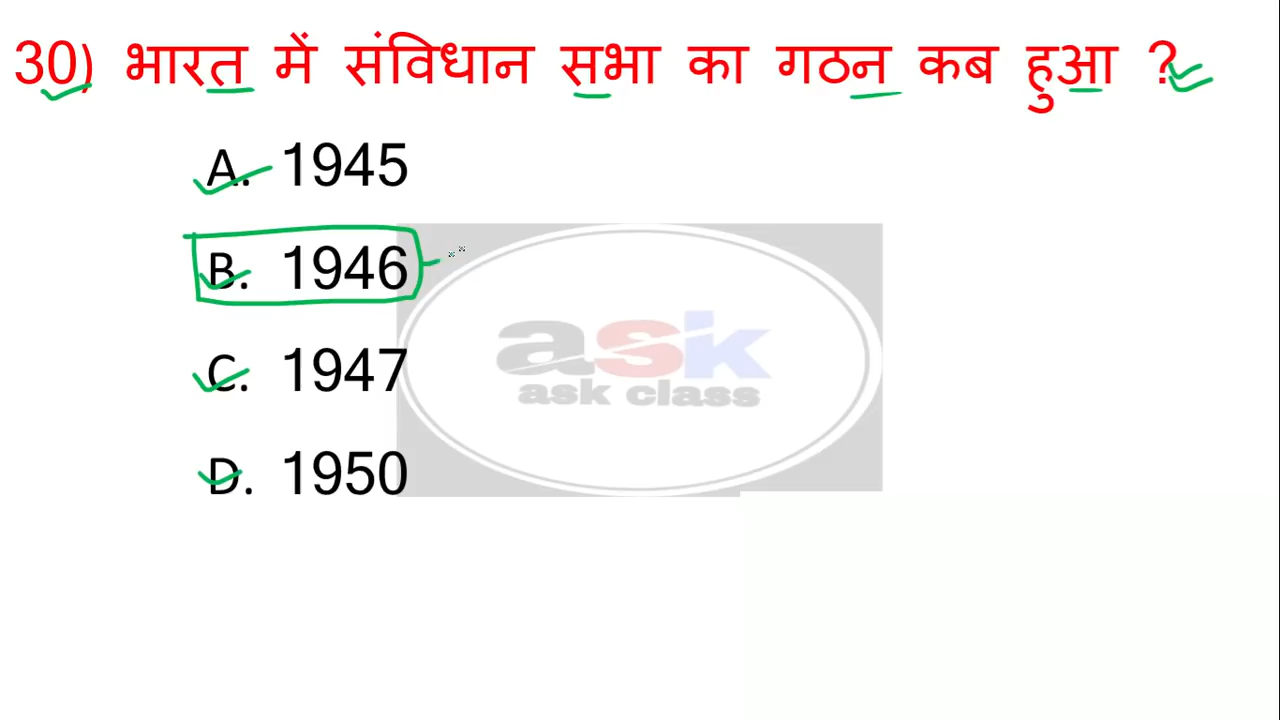 30) भारत में संविधान सभा का गठन कब हुआ ?
A. 1945
B. 1946
C. 1947
D. 1950
ask
ask class